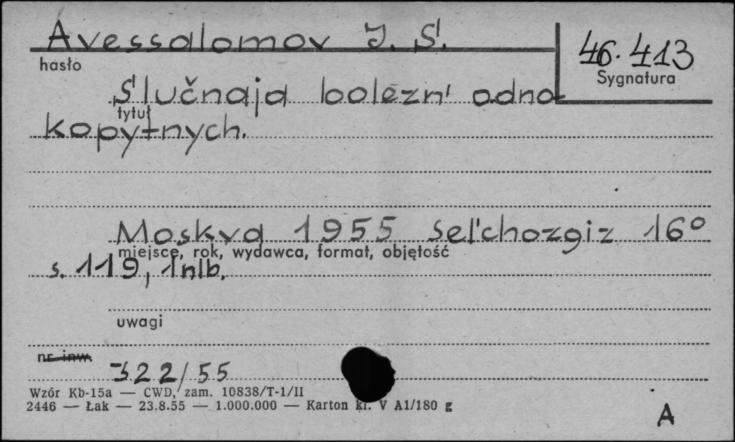 Avessalomov J. S.
46.413
hasło
Sygnatura
Slučnaja bolezn' odno-
tytuł
kopytnych.
Moskva 1955 Sel'chozgiz 16°
miejsce, rok, wydawca, format, objętość
s. 119, 1nlb.
uwagi
nr inw.
322/55
Wzór Kb-15a — CWD, zam. 10838/T-1/II
2446 — Łak — 23.8.55 — 1.000.000 — Karton kl. V A1/180 g
A